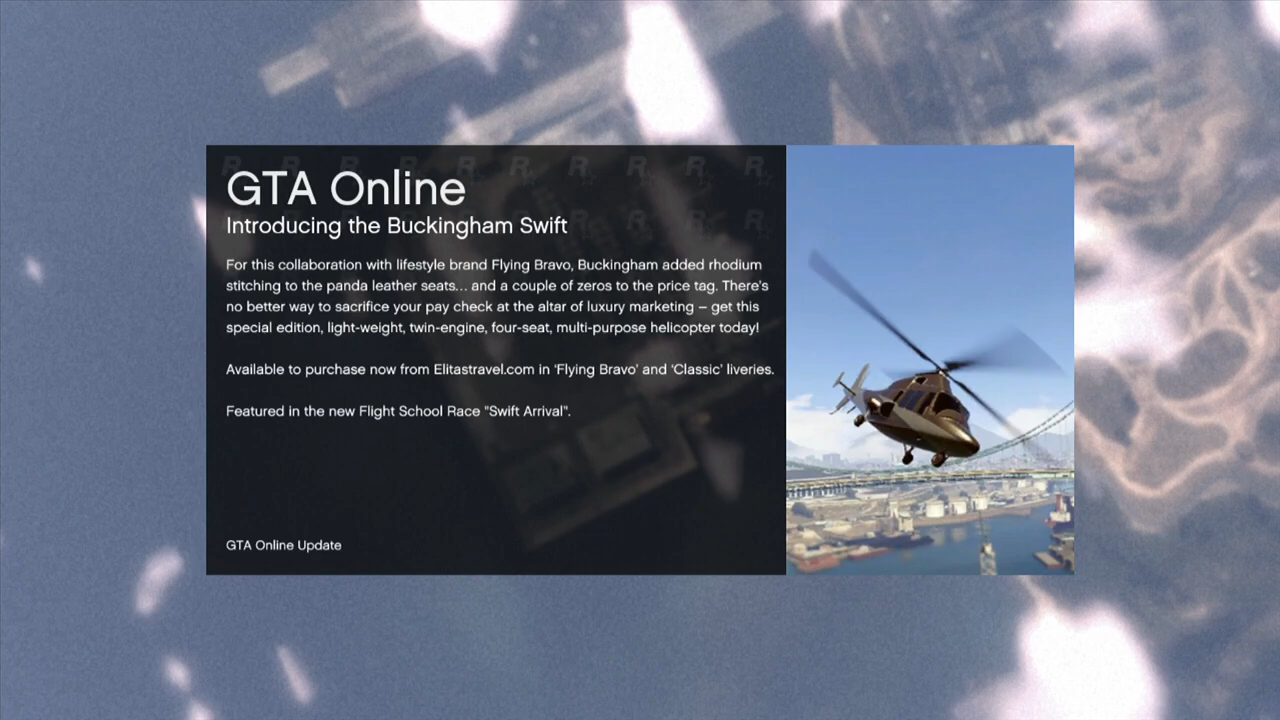 GTA Online
Introducing the Buckingham Swift
For this collaboration with lifestyle brand Flying Bravo, Buckingham added rhodium
stitching to the panda leather seats... and a couple of zeros to the price tag. There's
no better way to sacrifice your pay check at the altar of luxury marketing – get this
special edition, light-weight, twin-engine, four-seat, multi-purpose helicopter today!
Available to purchase now from Elitastravel.com in ‘Flying Bravo’ and ‘Classic’ liveries.
Featured in the new Flight School Race "Swift Arrival".
GTA Online Update